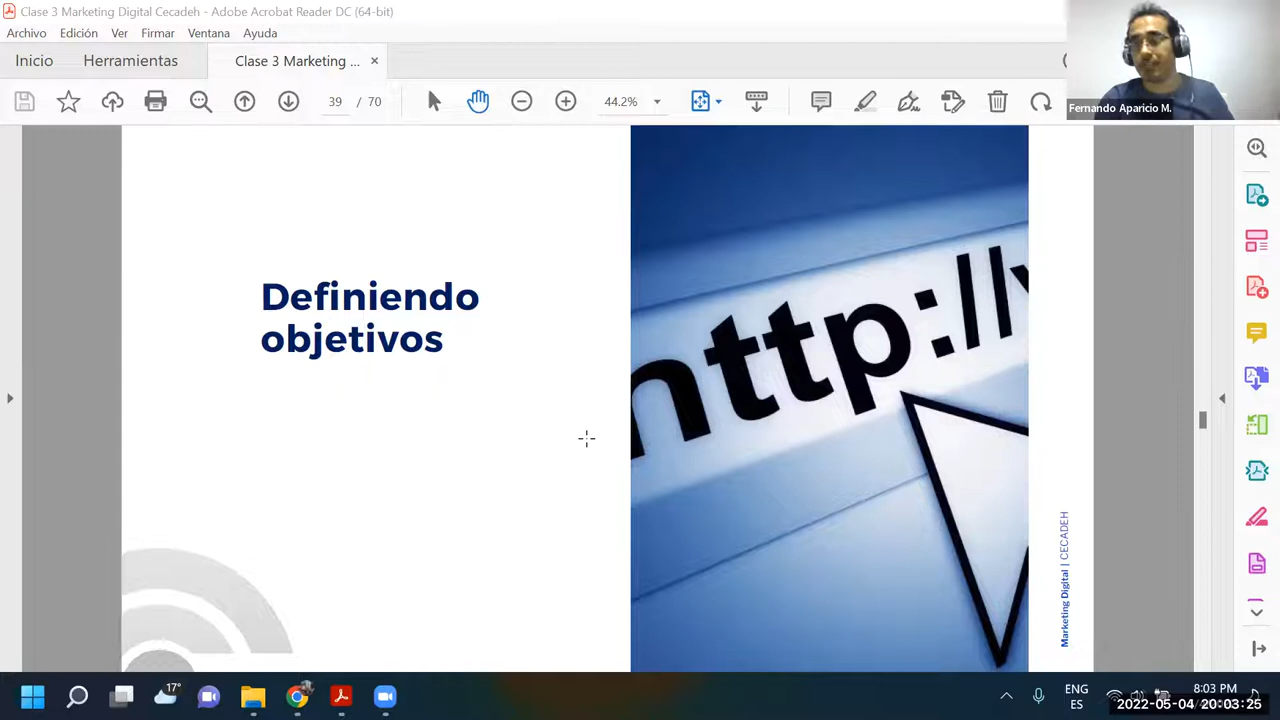 Clase 3 Marketing Digital Cecadeh - Adobe Acrobat Reader DC (64-bit)
Archivo Edición Ver Firmar Ventana Ayuda
Inicio Herramientas Clase 3 Marketing ... ×
39 / 70 44.2%
Fernando Aparicio M.
Definiendo
objetivos
http://
Marketing Digital | CECADEH
17°
ENG
ES
8:03 PM
2022-05-04 20:03:25